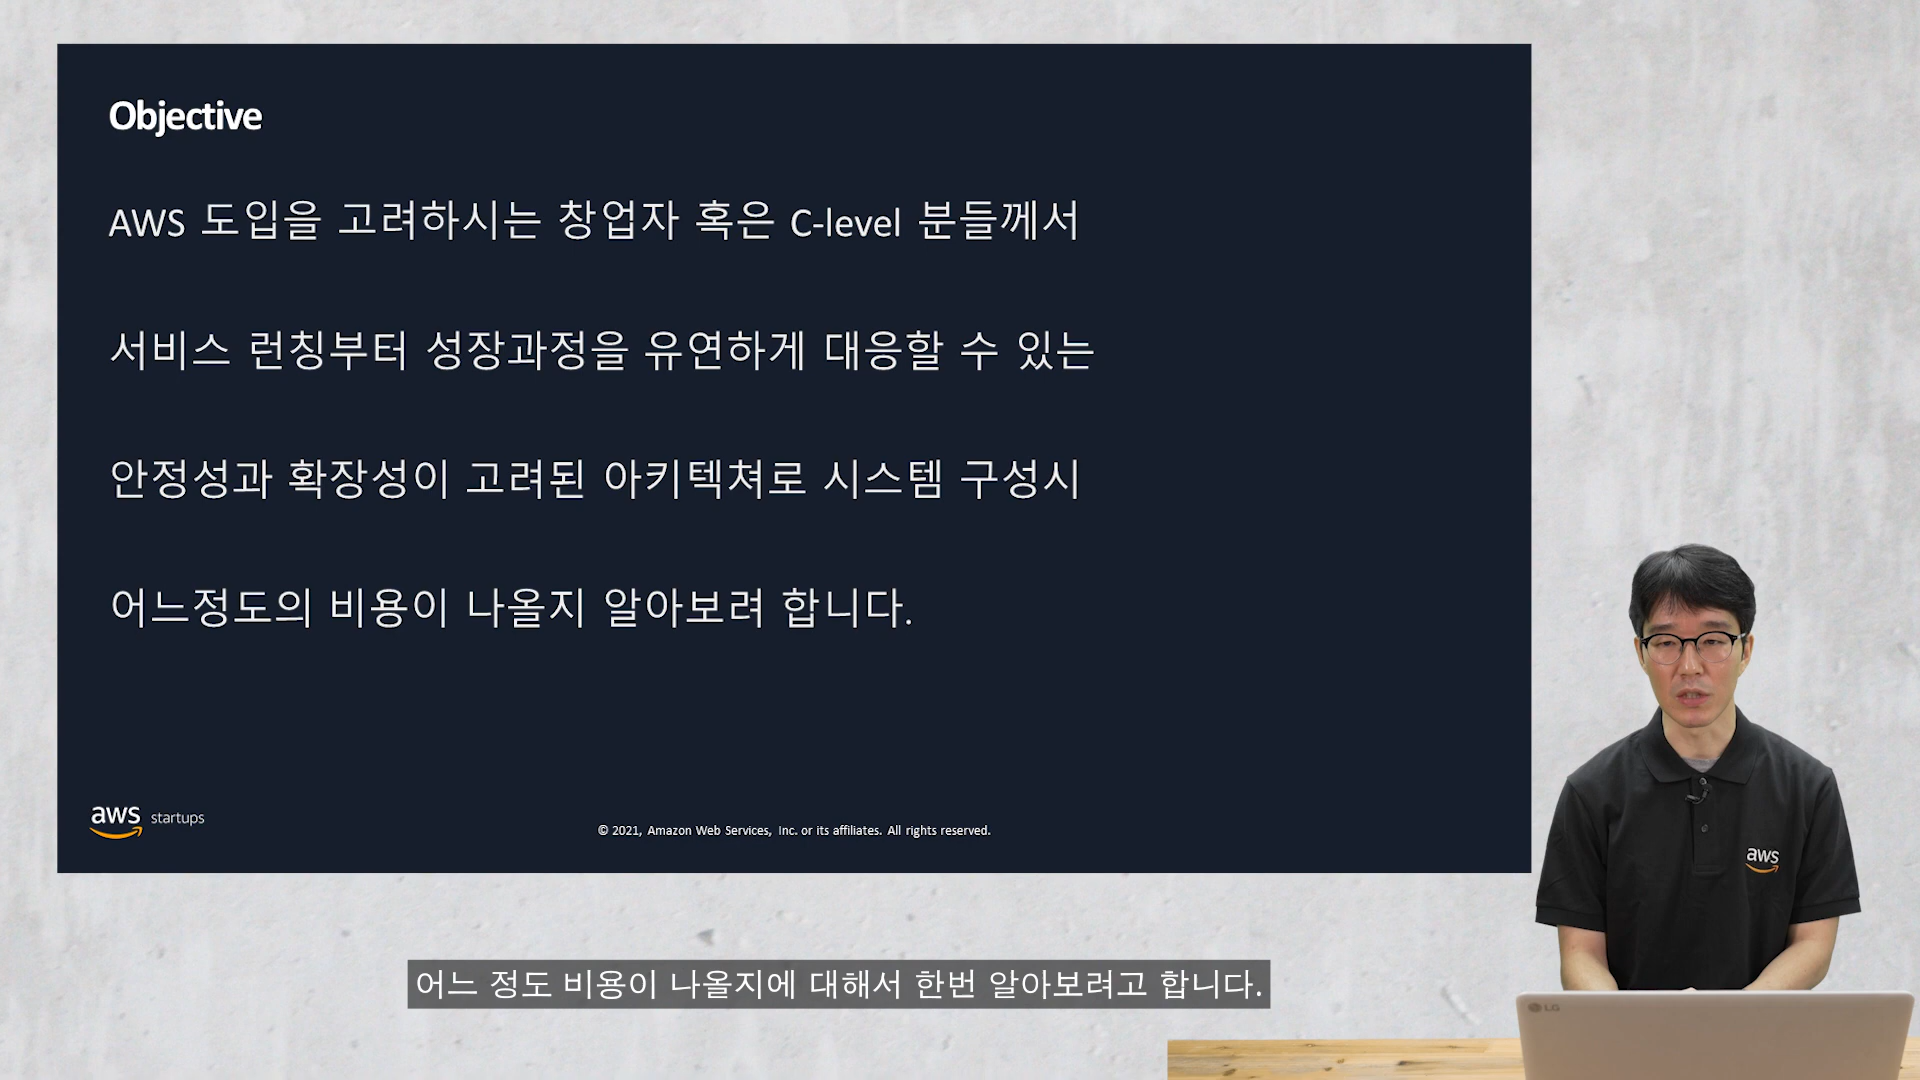 Objective
AWS 도입을 고려하시는 창업자 혹은 C-level 분들께서
서비스 런칭부터 성장과정을 유연하게 대응할 수 있는
안정성과 확장성이 고려된 아키텍쳐로 시스템 구성시
어느정도의 비용이 나올지 알아보려 합니다.
aws startups
© 2021, Amazon Web Services, Inc. or its affiliates. All rights reserved.
aws
LG
어느 정도 비용이 나올지에 대해서 한번 알아보려고 합니다.